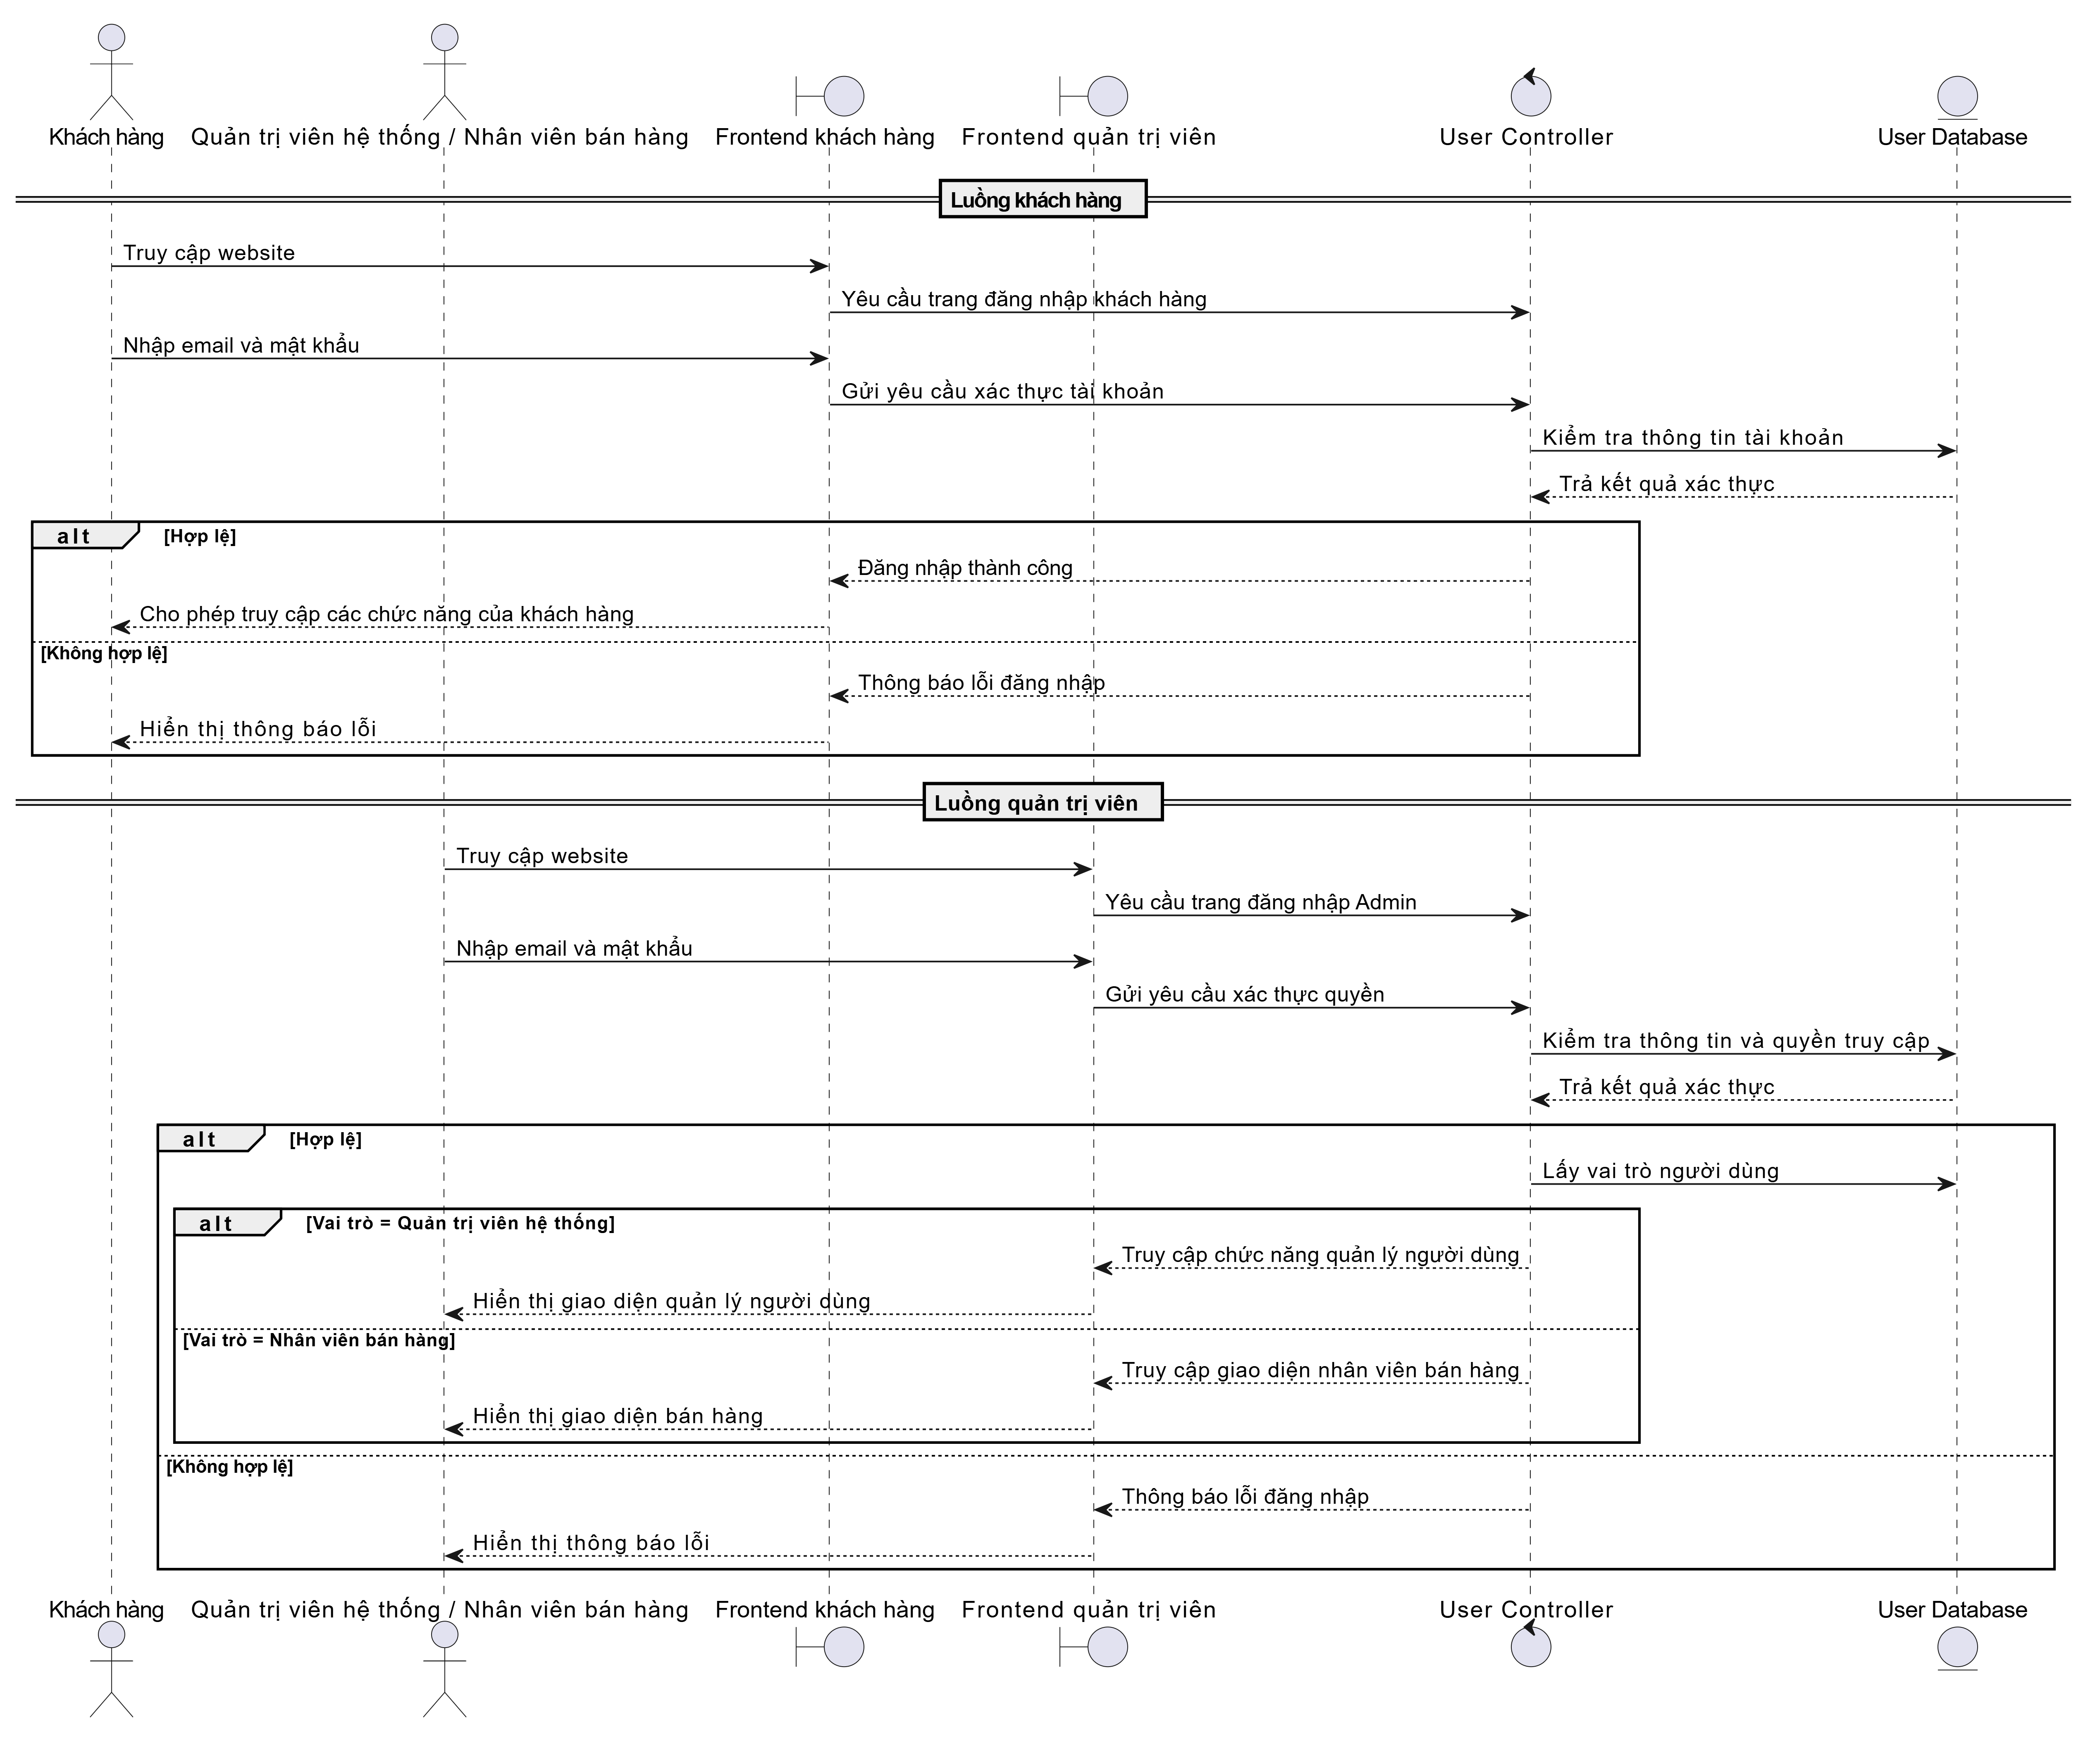 Khách hàng
Quản trị viên hệ thống / Nhân viên bán hàng
Frontend khách hàng
Frontend quản trị viên
User Controller
User Database
Luồng khách hàng
Truy cập website
Yêu cầu trang đăng nhập khách hàng
Nhập email và mật khẩu
Gửi yêu cầu xác thực tài khoản
Kiểm tra thông tin tài khoản
Trả kết quả xác thực
alt
[Hợp lệ]
Đăng nhập thành công
Cho phép truy cập các chức năng của khách hàng
[Không hợp lệ]
Thông báo lỗi đăng nhập
Hiển thị thông báo lỗi
Luồng quản trị viên
Truy cập website
Yêu cầu trang đăng nhập Admin
Nhập email và mật khẩu
Gửi yêu cầu xác thực quyền
Kiểm tra thông tin và quyền truy cập
Trả kết quả xác thực
alt
[Hợp lệ]
Lấy vai trò người dùng
alt
[Vai trò = Quản trị viên hệ thống]
Truy cập chức năng quản lý người dùng
Hiển thị giao diện quản lý người dùng
[Vai trò = Nhân viên bán hàng]
Truy cập giao diện nhân viên bán hàng
Hiển thị giao diện bán hàng
[Không hợp lệ]
Thông báo lỗi đăng nhập
Hiển thị thông báo lỗi
Khách hàng
Quản trị viên hệ thống / Nhân viên bán hàng
Frontend khách hàng
Frontend quản trị viên
User Controller
User Database